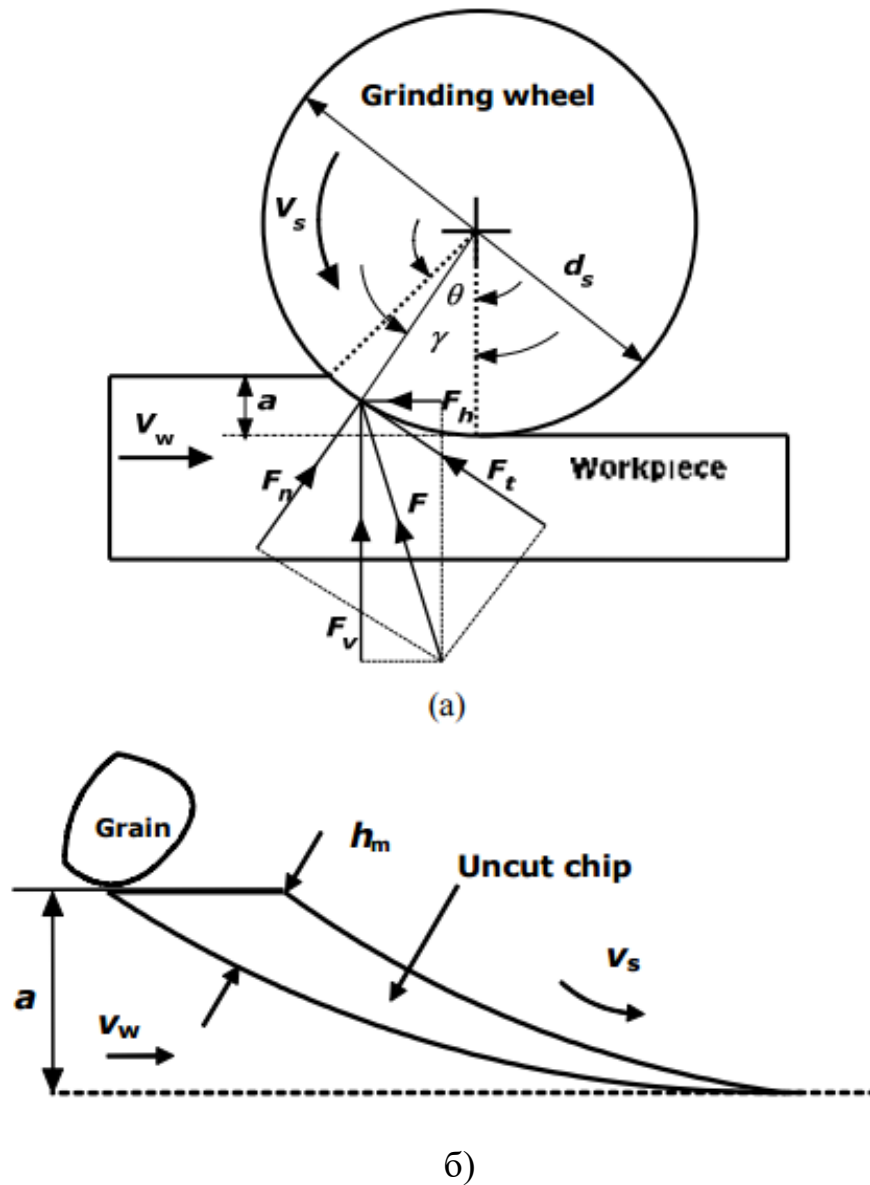 Grinding wheel
V_s
d_s
θ
γ
a
F_h
V_w
F_n
F
F_t
Workpiece
F_v
(a)
Grain
h_m
Uncut chip
v_s
a
v_w
б)